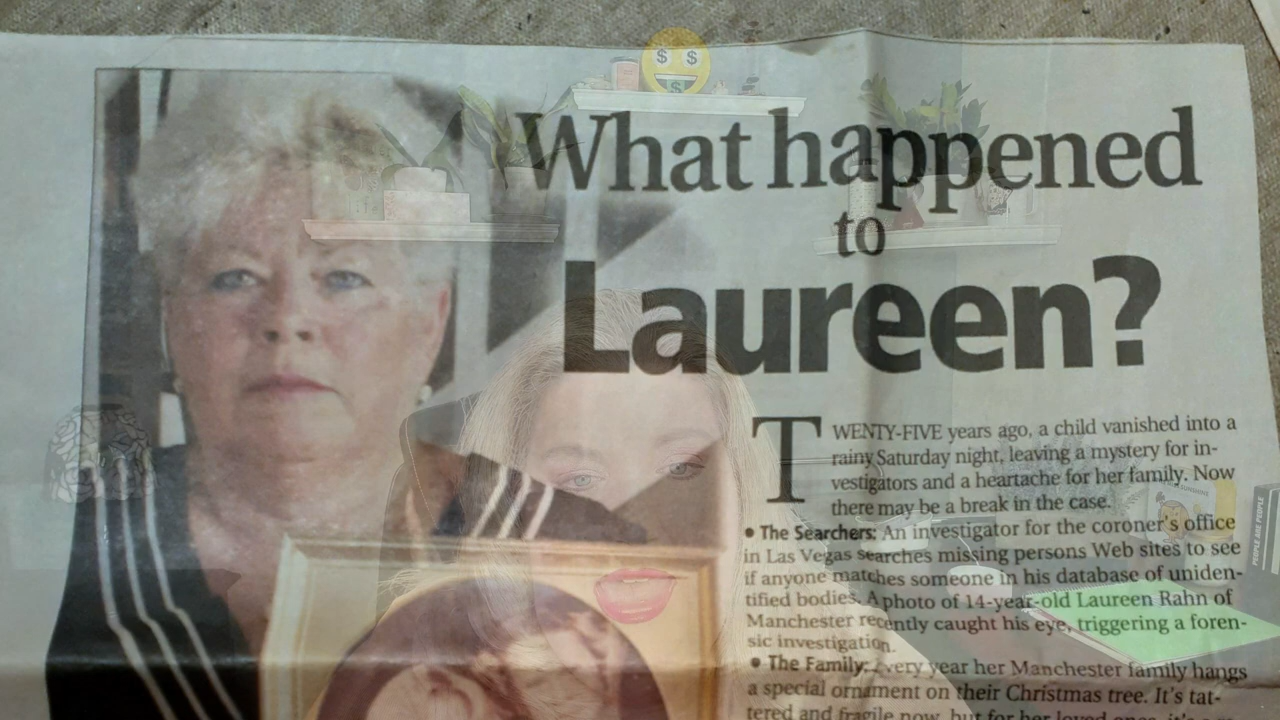 What happened
to
Laureen?
TWENTY-FIVE years ago, a child vanished into a
rainy Saturday night, leaving a mystery for in-
vestigators and a heartache for her family. Now
there may be a break in the case.
• The Searchers: An investigator for the coroner's office
in Las Vegas searches missing persons Web sites to see
if anyone matches someone in his database of uniden-
tified bodies. A photo of 14-year-old Laureen Rahn of
Manchester recently caught his eye, triggering a foren-
sic investigation.
• The Family: Every year her Manchester family hangs
a special ornament on their Christmas tree. It's tat-
tered and fragile now, but for her loved ones, it's
SUNSHINE
PEOPLE ARE PEOPLE